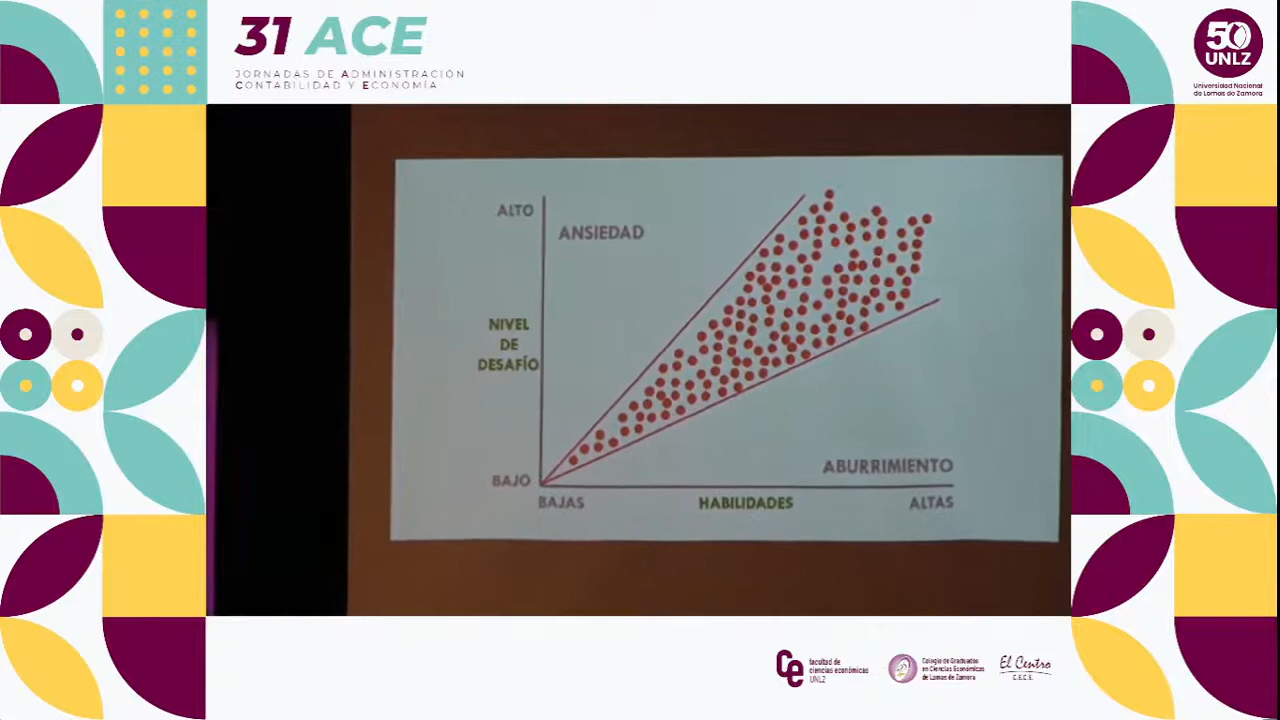 31 ACE
JORNADAS DE ADMINISTRACIÓN
CONTABILIDAD Y ECONOMÍA
50
UNLZ
Universidad Nacional
de Lomas de Zamora
ALTO
ANSIEDAD
NIVEL
DE
DESAFÍO
BAJO
ABURRIMIENTO
BAJAS
HABILIDADES
ALTAS
ce
facultad de
ciencias económicas
UNLZ
Colegio de Graduados
en Ciencias Económicas
de Lomas de Zamora
El Centro
C.E.C.E.